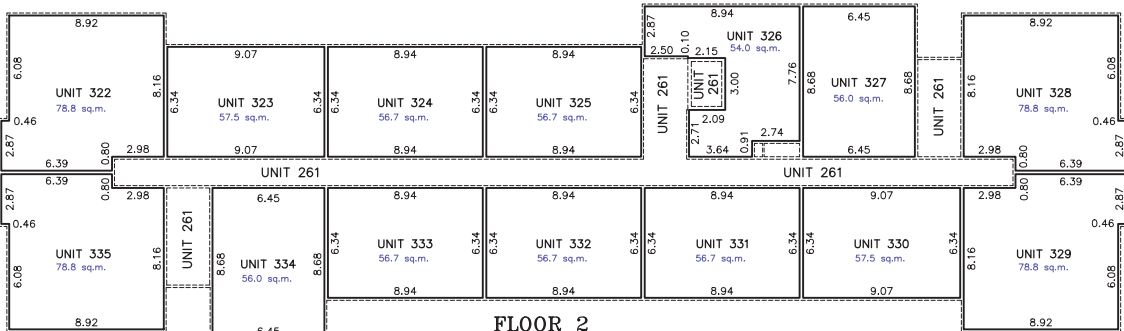 8.92
6.08
8.16
UNIT 322
78.8 sq.m.
0.46
2.87
6.39
0.80
2.98
9.07
6.34
UNIT 323
57.5 sq.m.
6.34
9.07
8.94
6.34
UNIT 324
56.7 sq.m.
6.34
8.94
8.94
6.34
UNIT 325
56.7 sq.m.
6.34
8.94
2.87
8.94
UNIT 326
54.0 sq.m.
2.50
0.10
2.15
UNIT 261
3.00
7.76
2.09
2.71
3.64
0.91
2.74
UNIT 261
6.45
8.68
UNIT 327
56.0 sq.m.
8.68
6.45
UNIT 261
8.92
6.08
8.16
UNIT 328
78.8 sq.m.
0.46
2.87
2.98
0.80
6.39
UNIT 261
UNIT 261
6.39
2.87
0.80
2.98
0.46
UNIT 335
78.8 sq.m.
8.16
6.08
8.92
UNIT 261
6.45
8.68
UNIT 334
56.0 sq.m.
8.68
6.45
8.94
6.34
UNIT 333
56.7 sq.m.
6.34
8.94
8.94
6.34
UNIT 332
56.7 sq.m.
6.34
8.94
8.94
6.34
UNIT 331
56.7 sq.m.
6.34
8.94
9.07
6.34
UNIT 330
57.5 sq.m.
6.34
9.07
2.98
0.80
6.39
2.87
0.46
8.16
UNIT 329
78.8 sq.m.
6.08
8.92
FLOOR 2